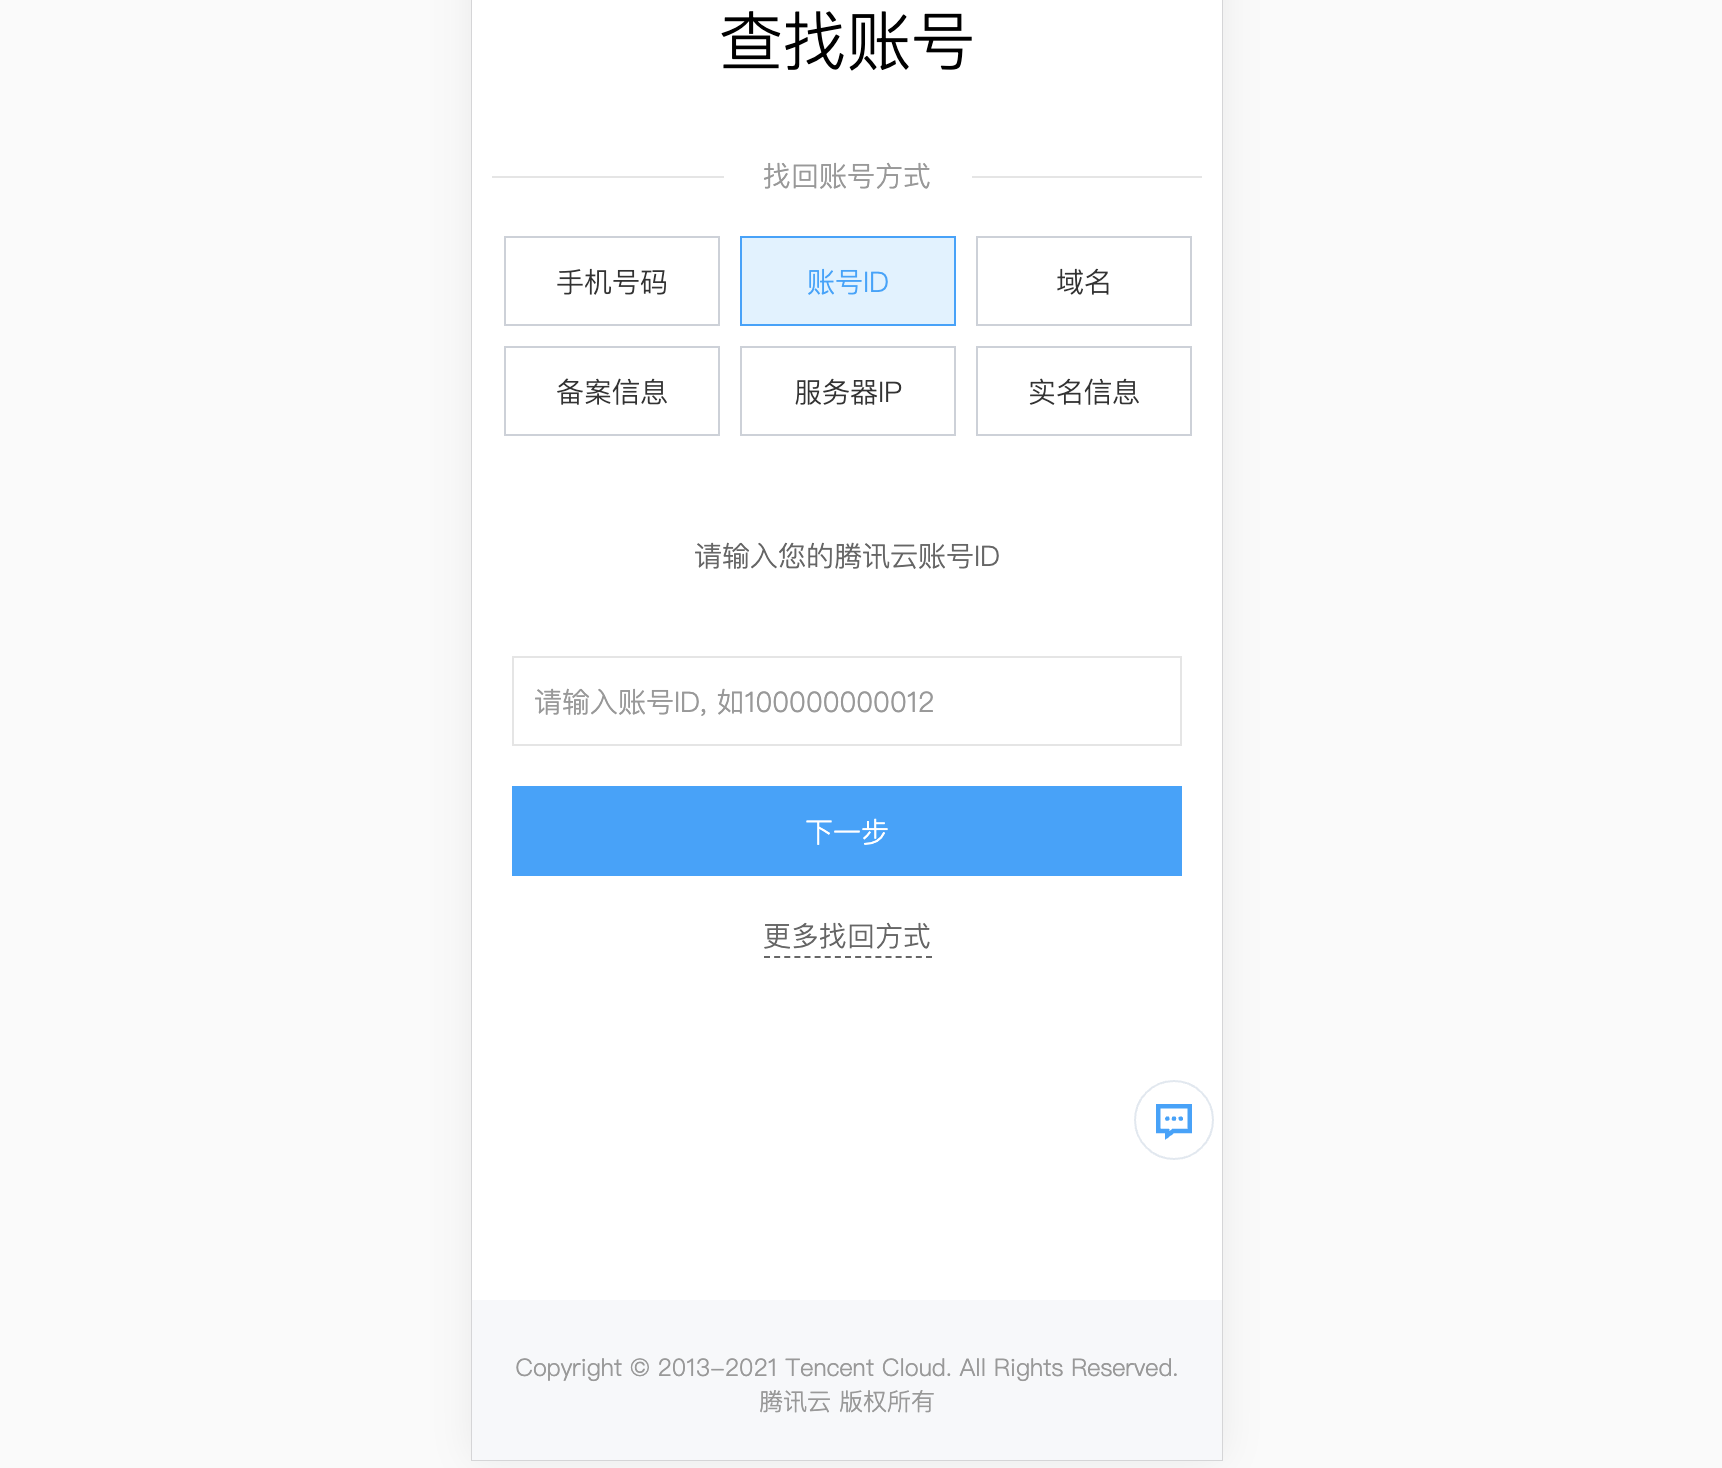 查找账号
找回账号方式
手机号码 账号ID 域名
备案信息 服务器IP 实名信息
请输入您的腾讯云账号ID
请输入账号ID, 如100000000012
下一步
更多找回方式
Copyright © 2013-2021 Tencent Cloud. All Rights Reserved.
腾讯云 版权所有